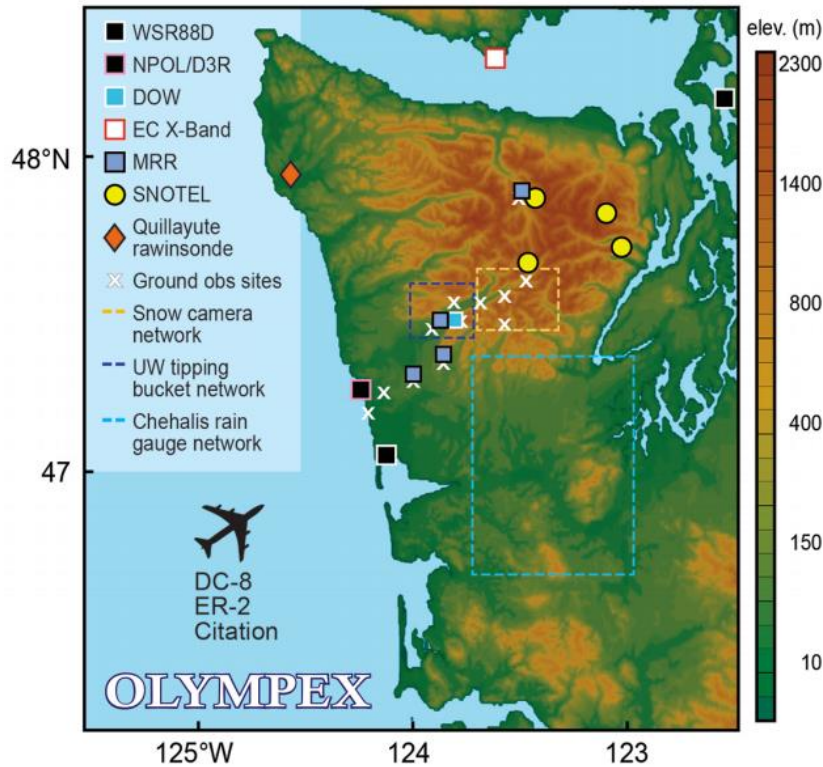 elev. (m)
WSR88D
NPOL/D3R
DOW
EC X-Band
MRR
SNOTEL
Quillayute
rawinsonde
Ground obs sites
Snow camera
network
UW tipping
bucket network
Chehalis rain
gauge network
48°N
47
2300
1400
800
400
150
10
DC-8
ER-2
Citation
OLYMPEX
125°W
124
123